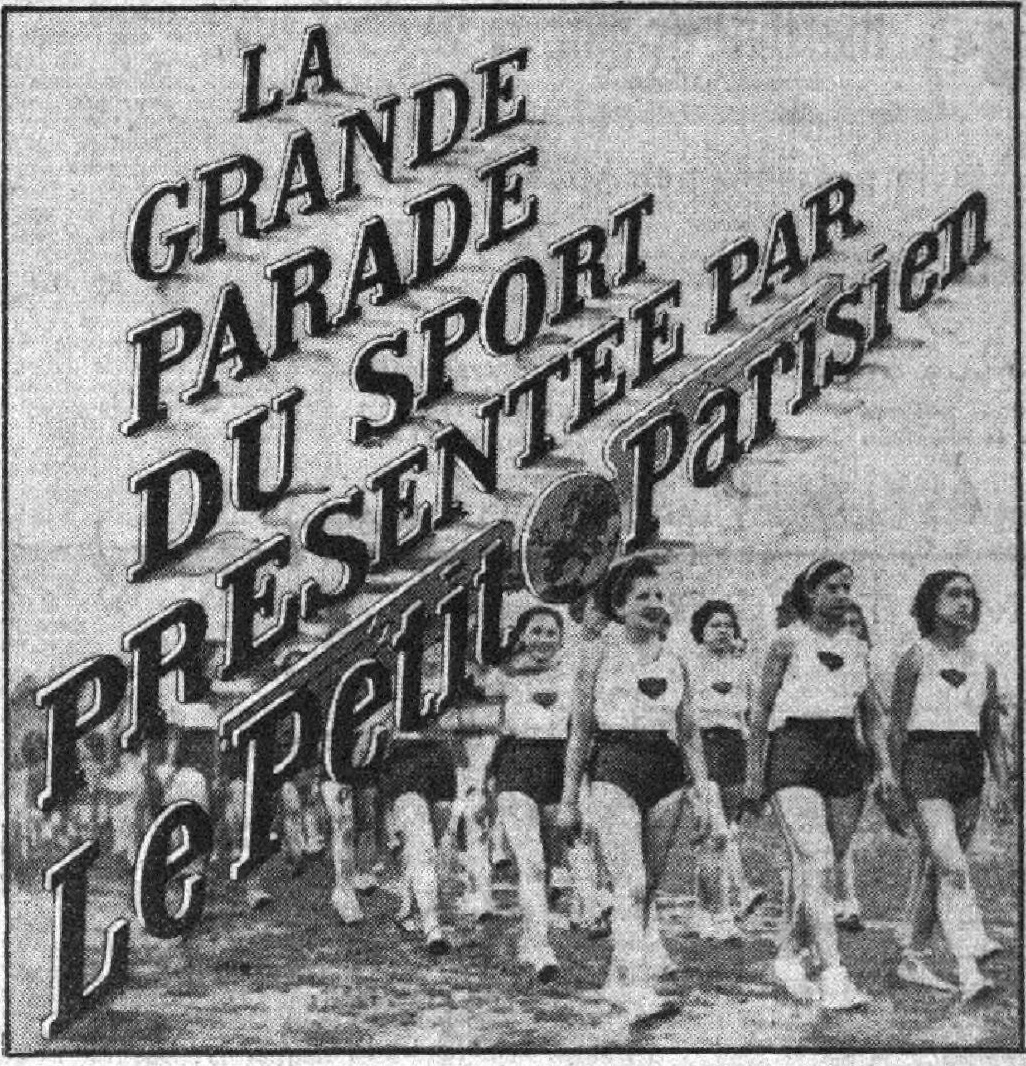 LA
GRANDE
PARADE
DU SPORT
PRESENTEE PAR
Le Petit Parisien